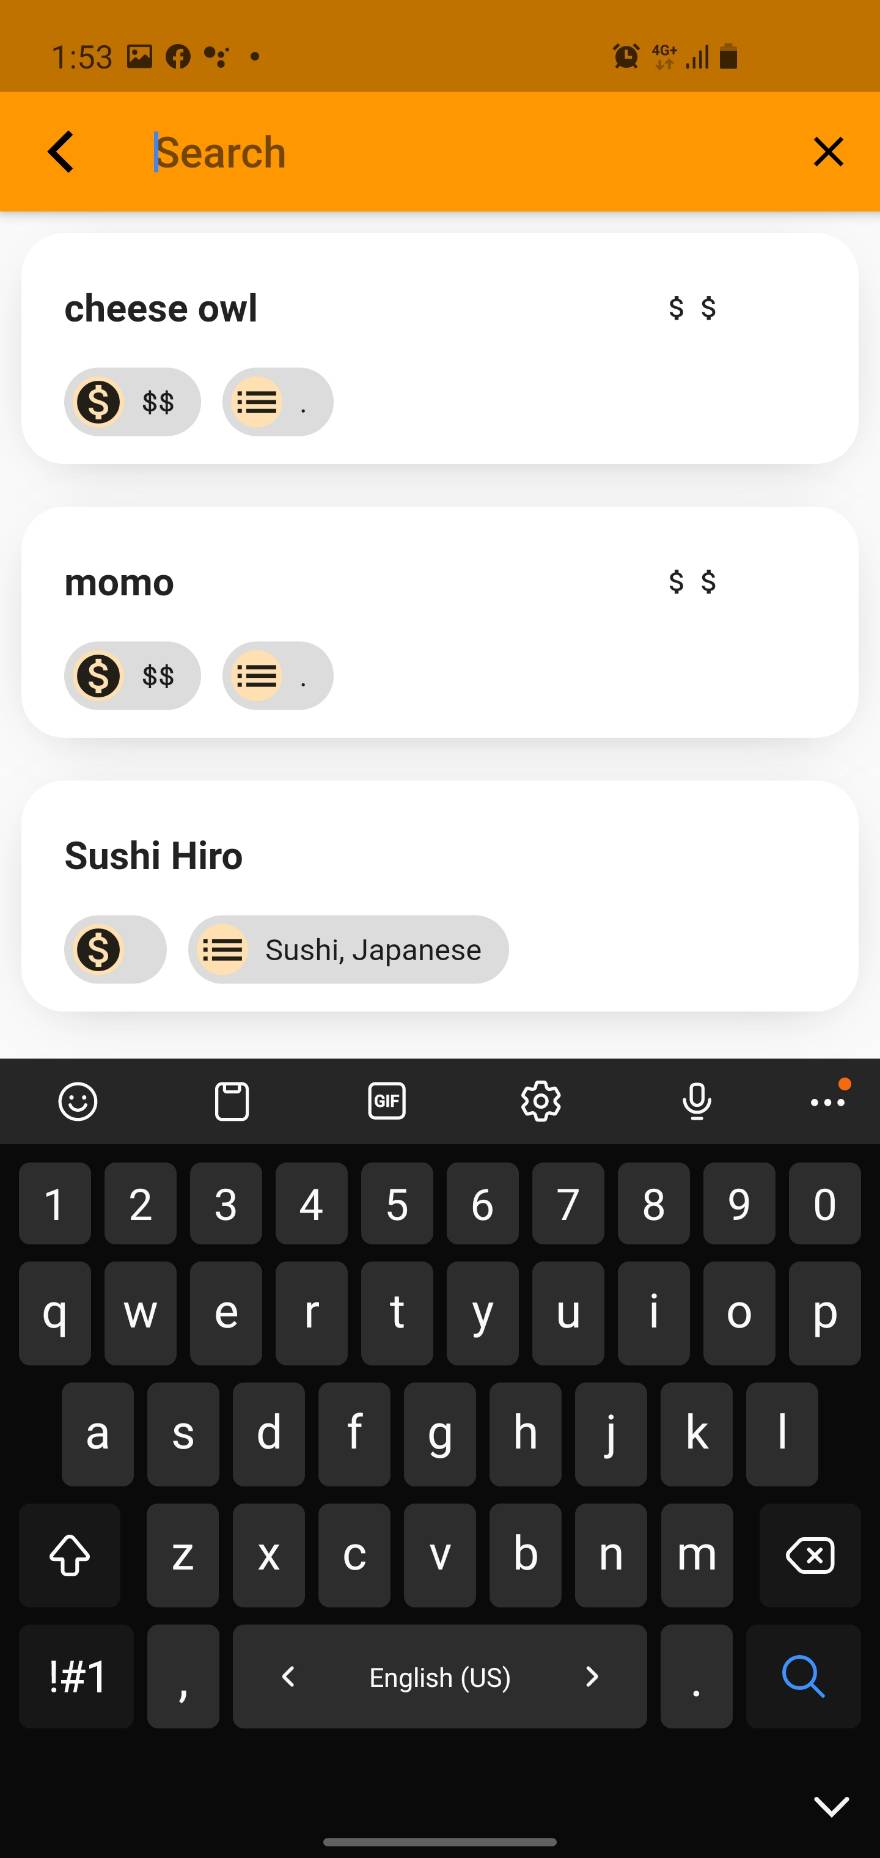 1:53 4G+
Search
cheese owl $ $
$ $$ .
momo $ $
$ $$ .
Sushi Hiro
$ Sushi, Japanese
GIF
1 2 3 4 5 6 7 8 9 0
q w e r t y u i o p
a s d f g h j k l
z x c v b n m
!#1 , < English (US) > .